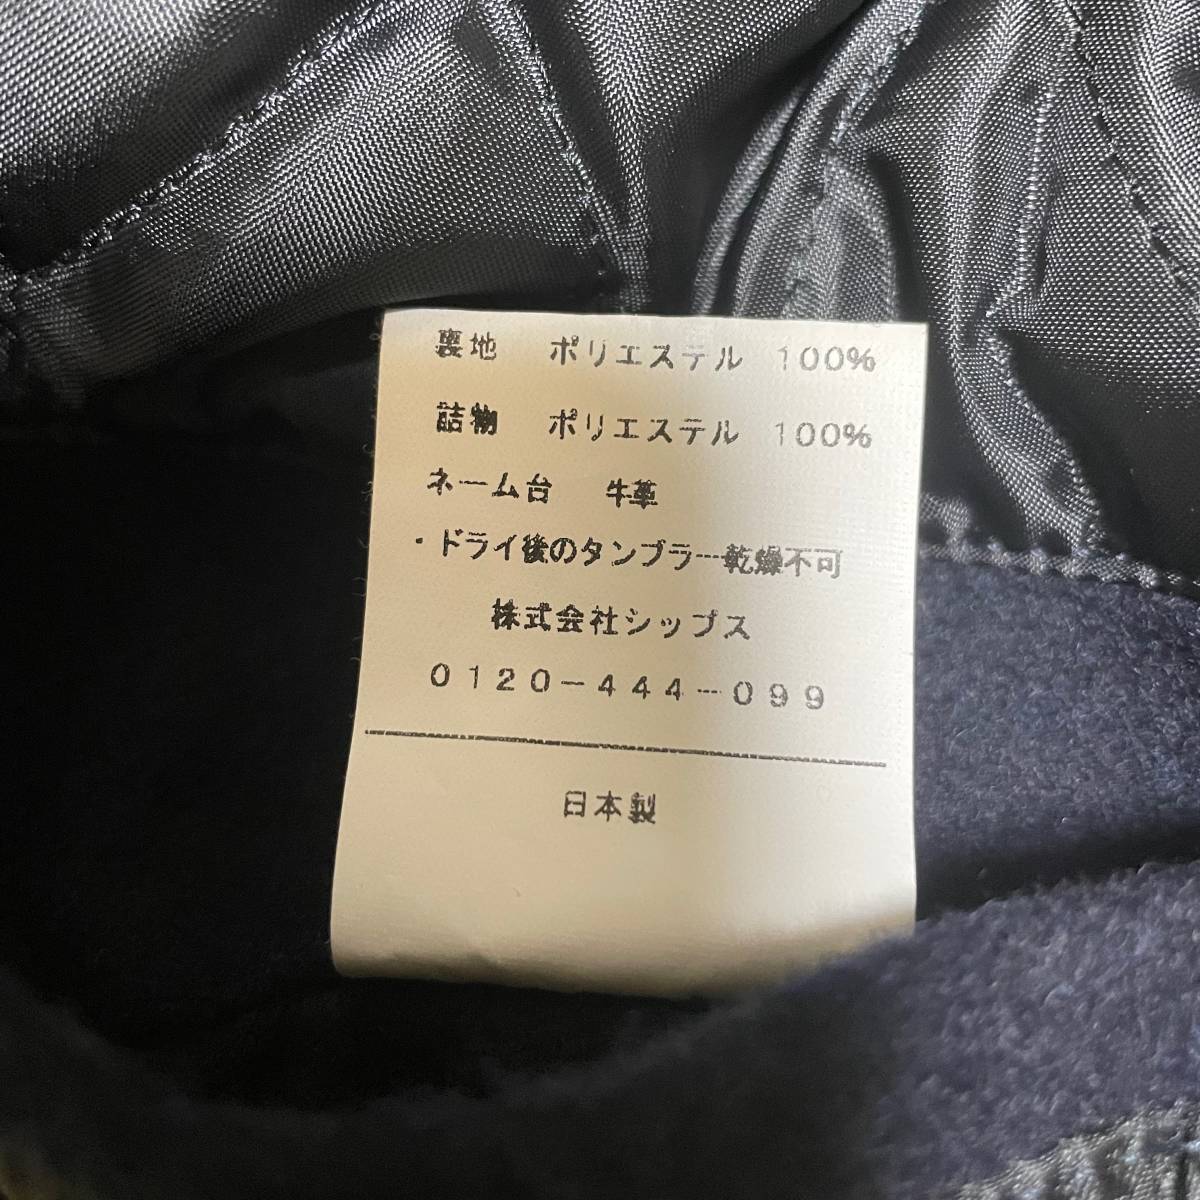 裏地 ポリエステル 100%
詰物 ポリエステル 100%
ネーム台 牛革
・ドライ後のタンブラー乾燥不可
株式会社シップス
0120-444-099
日本製